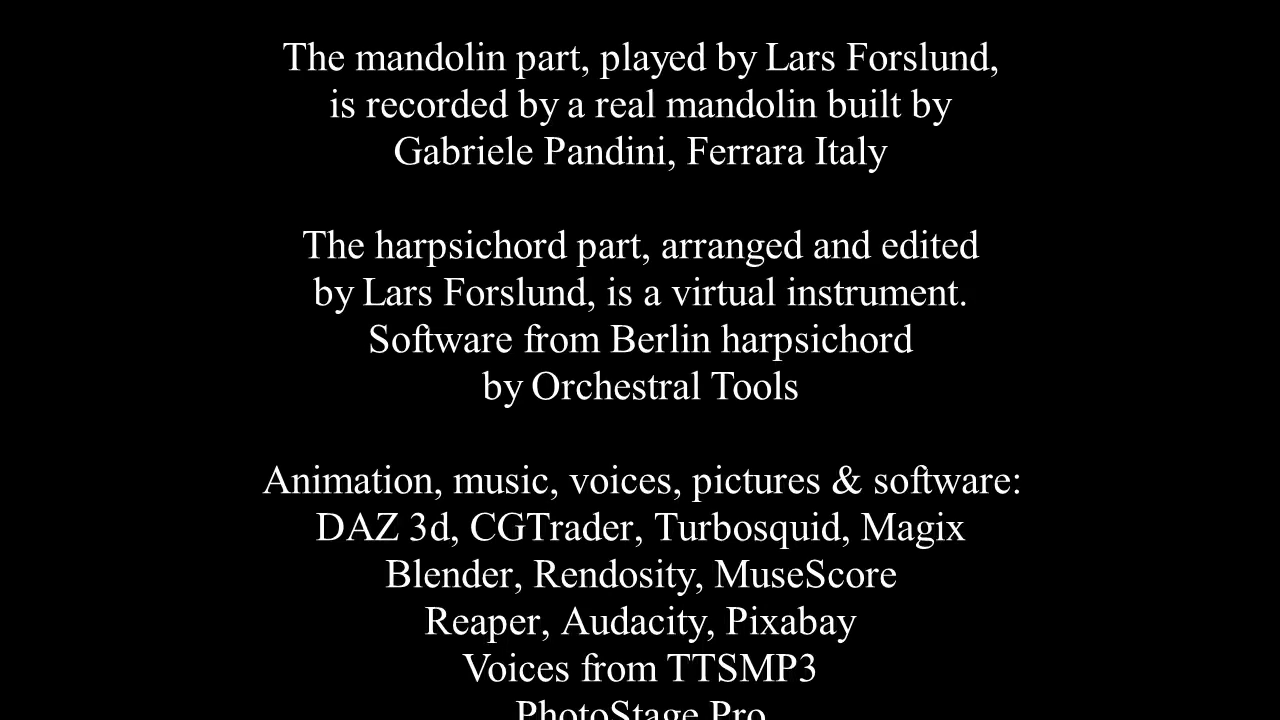 The mandolin part, played by Lars Forslund,
is recorded by a real mandolin built by
Gabriele Pandini, Ferrara Italy
The harpsichord part, arranged and edited
by Lars Forslund, is a virtual instrument.
Software from Berlin harpsichord
by Orchestral Tools
Animation, music, voices, pictures & software:
DAZ 3d, CGTrader, Turbosquid, Magix
Blender, Rendosity, MuseScore
Reaper, Audacity, Pixabay
Voices from TTSMP3
PhotoStage Pro